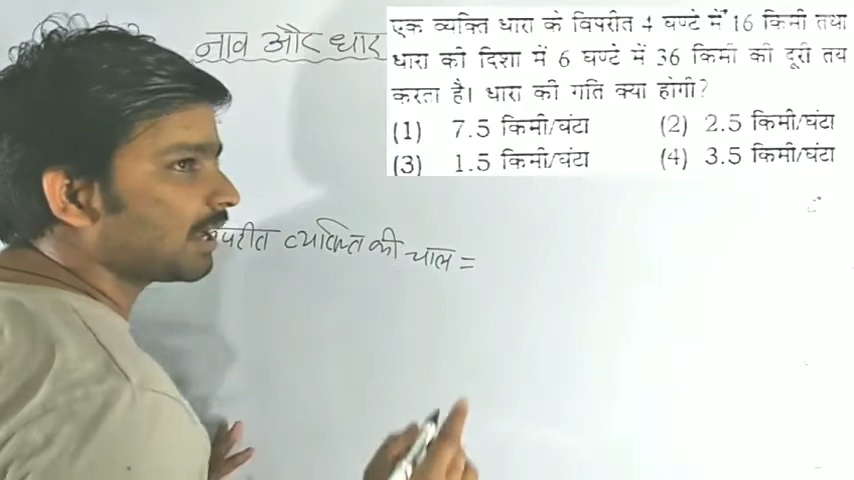 नाव और धारा
एक व्यक्ति धारा के विपरीत 4 घण्टे में 16 किमी तथा
धारा की दिशा में 6 घण्टे में 36 किमी की दूरी तय
करता है। धारा की गति क्या होगी?
(1) 7.5 किमी/घंटा (2) 2.5 किमी/घंटा
(3) 1.5 किमी/घंटा (4) 3.5 किमी/घंटा
व्यक्ति की चाल =